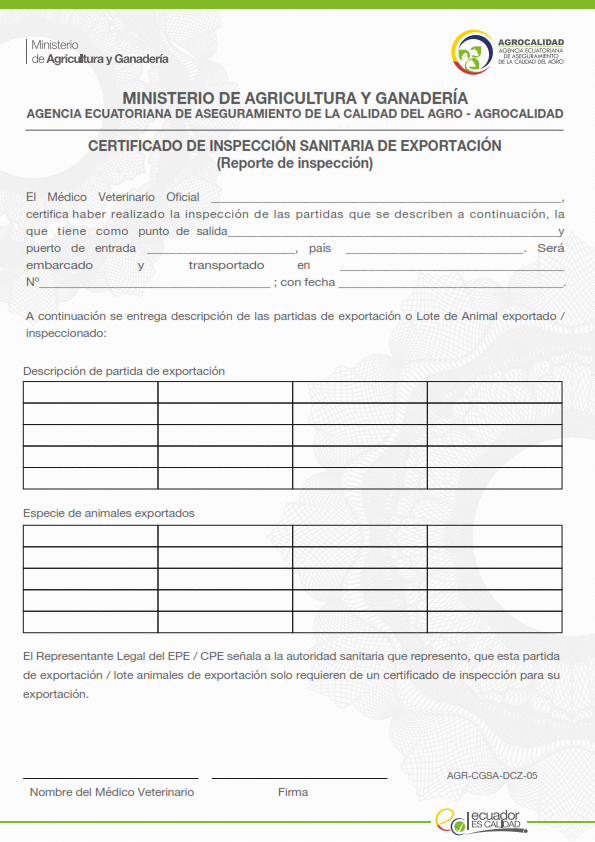 Ministerio
de Agricultura y Ganadería
AGROCALIDAD
AGENCIA ECUATORIANA
DE ASEGURAMIENTO
DE LA CALIDAD DEL AGRO
MINISTERIO DE AGRICULTURA Y GANADERÍA
AGENCIA ECUATORIANA DE ASEGURAMIENTO DE LA CALIDAD DEL AGRO - AGROCALIDAD
CERTIFICADO DE INSPECCIÓN SANITARIA DE EXPORTACIÓN
(Reporte de inspección)
El Médico Veterinario Oficial ______________________,
certifica haber realizado la inspección de las partidas que se describen a continuación, la
que tiene como punto de salida______________________y
puerto de entrada ______________________, país ______________________. Será
embarcado y transportado en ______________________
Nº______________________ ; con fecha ______________________.
A continuación se entrega descripción de las partidas de exportación o Lote de Animal exportado /
inspeccionado:
Descripción de partida de exportación
Especie de animales exportados
El Representante Legal del EPE / CPE señala a la autoridad sanitaria que represento, que esta partida
de exportación / lote animales de exportación solo requieren de un certificado de inspección para su
exportación.
AGR-CGSA-DCZ-05
Nombre del Médico Veterinario Firma
ecuador
ES CALIDAD